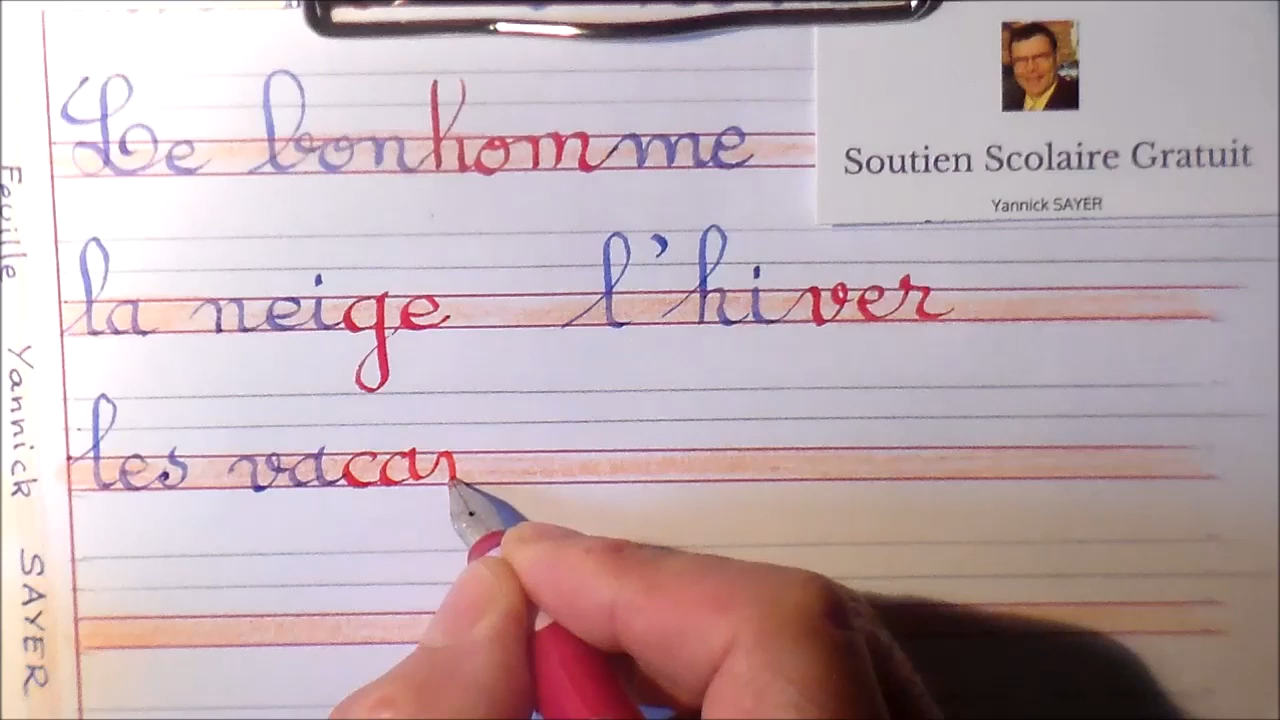 Le bonhomme
Soutien Scolaire Gratuit
Yannick SAYER
la neige l'hiver
les vacan
Feuille Yannick SAYER